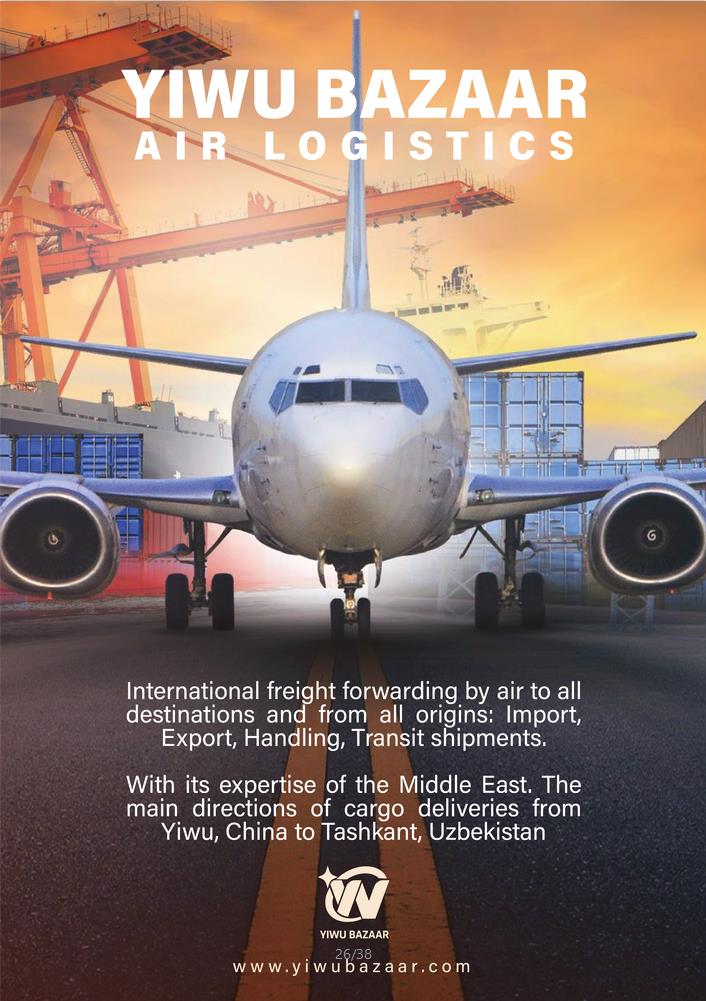 YIWU BAZAAR
AIR LOGISTICS
International freight forwarding by air to all
destinations and from all origins: Import,
Export, Handling, Transit shipments.
With its expertise of the Middle East. The
main directions of cargo deliveries from
Yiwu, China to Tashkant, Uzbekistan
YIWU BAZAAR
26/38
www.yiwubazaar.com